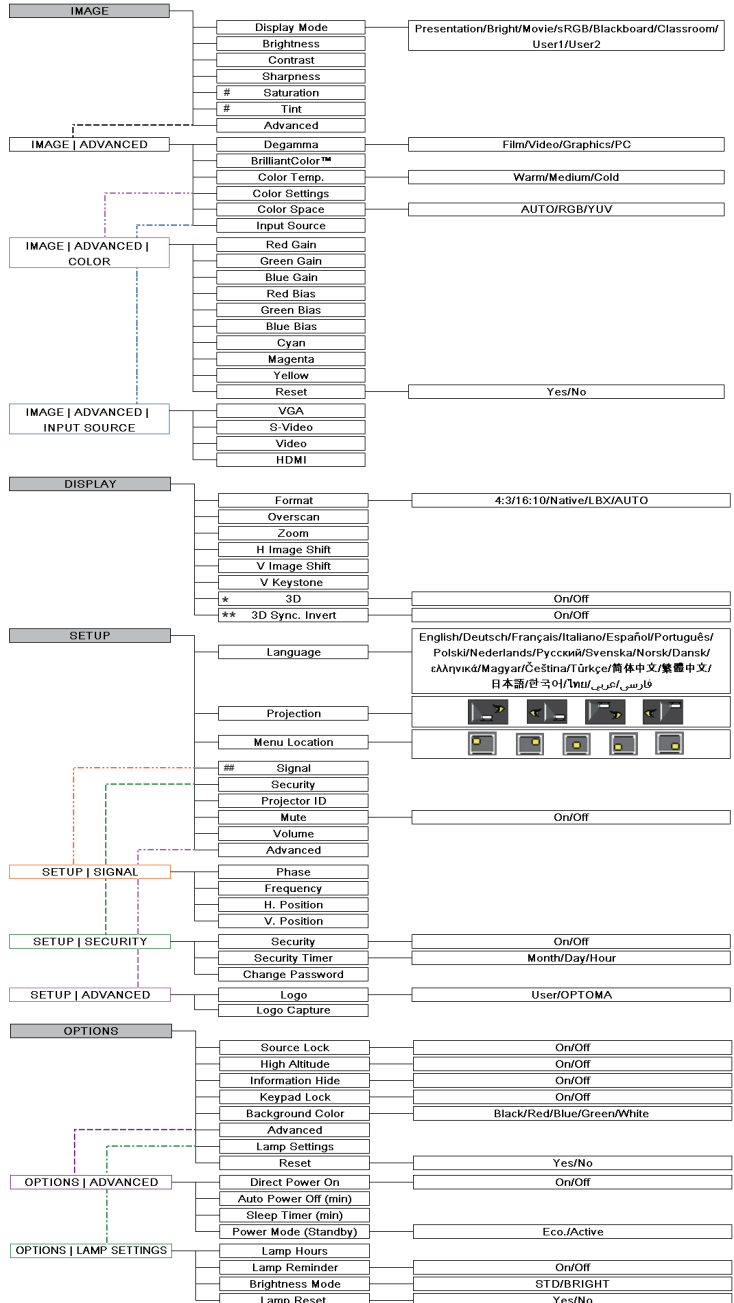 IMAGE
Display Mode Presentation/Bright/Movie/sRGB/Blackboard/Classroom/
User1/User2
Brightness
Contrast
Sharpness
# Saturation
# Tint
Advanced
IMAGE | ADVANCED Degamma Film/Video/Graphics/PC
BrilliantColor™
Color Temp. Warm/Medium/Cold
Color Settings
Color Space AUTO/RGB/YUV
Input Source
IMAGE | ADVANCED |
COLOR
Red Gain
Green Gain
Blue Gain
Red Bias
Green Bias
Blue Bias
Cyan
Magenta
Yellow
Reset Yes/No
IMAGE | ADVANCED |
INPUT SOURCE
VGA
S-Video
Video
HDMI
DISPLAY
Format 4:3/16:10/Native/LBX/AUTO
Overscan
Zoom
H Image Shift
V Image Shift
V Keystone
* 3D On/Off
** 3D Sync. Invert On/Off
SETUP
Language
English/Deutsch/Français/Italiano/Español/Português/
Polski/Nederlands/Русский/Svenska/Norsk/Dansk/
ελληνικά/Magyar/Čeština/Türkçe/简体中文/繁體中文/
日本語/한국어/ไทย/عربي/فارسی
Projection
Menu Location
## Signal
Security
Projector ID
Mute On/Off
Volume
Advanced
SETUP | SIGNAL Phase
Frequency
H. Position
V. Position
SETUP | SECURITY Security On/Off
Security Timer Month/Day/Hour
Change Password
SETUP | ADVANCED Logo User/OPTOMA
Logo Capture
OPTIONS
Source Lock On/Off
High Altitude On/Off
Information Hide On/Off
Keypad Lock On/Off
Background Color Black/Red/Blue/Green/White
Advanced
Lamp Settings
Reset Yes/No
OPTIONS | ADVANCED Direct Power On On/Off
Auto Power Off (min)
Sleep Timer (min)
Power Mode (Standby) Eco./Active
OPTIONS | LAMP SETTINGS Lamp Hours
Lamp Reminder On/Off
Brightness Mode STD/BRIGHT
Lamp Reset Yes/No